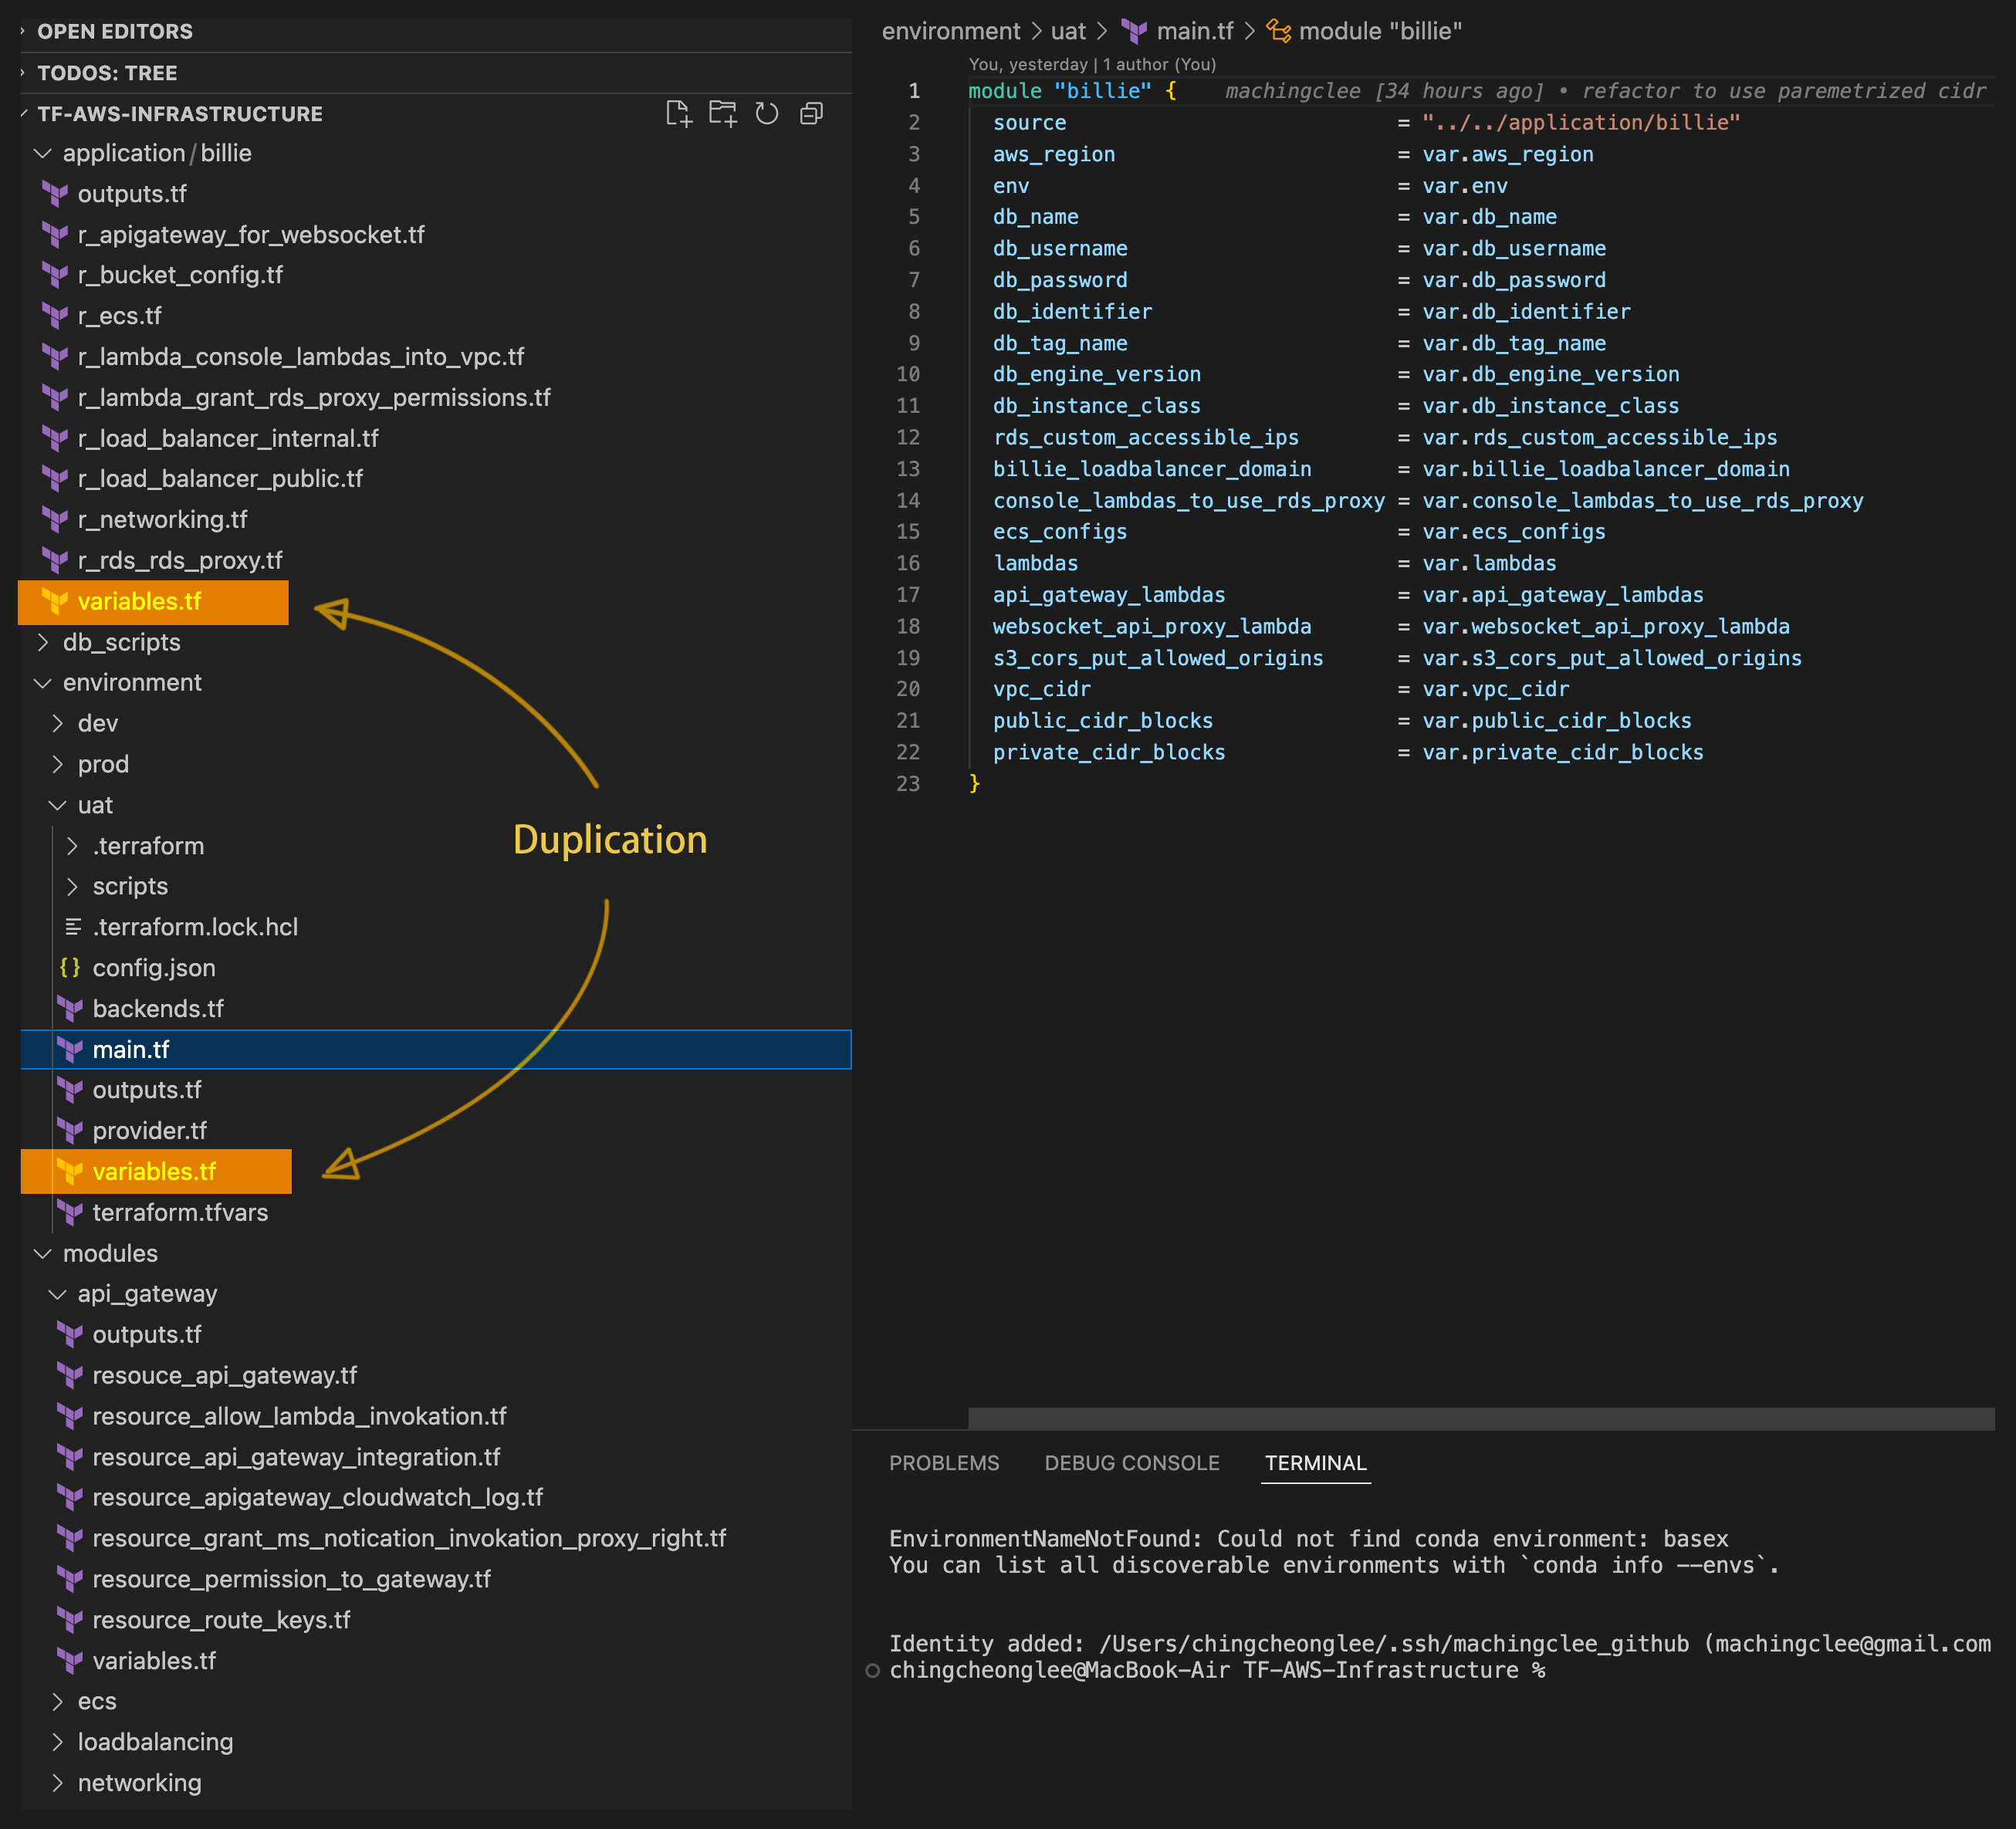 OPEN EDITORS
TODOS: TREE
TF-AWS-INFRASTRUCTURE
application/billie
outputs.tf
r_apigateway_for_websocket.tf
r_bucket_config.tf
r_ecs.tf
r_lambda_console_lambdas_into_vpc.tf
r_lambda_grant_rds_proxy_permissions.tf
r_load_balancer_internal.tf
r_load_balancer_public.tf
r_networking.tf
r_rds_rds_proxy.tf
variables.tf
db_scripts
environment
dev
prod
uat
Duplication
.terraform
scripts
.terraform.lock.hcl
config.json
backends.tf
main.tf
outputs.tf
provider.tf
variables.tf
terraform.tfvars
modules
api_gateway
outputs.tf
resouce_api_gateway.tf
resource_allow_lambda_invokation.tf
resource_api_gateway_integration.tf
resource_apigateway_cloudwatch_log.tf
resource_grant_ms_notication_invokation_proxy_right.tf
resource_permission_to_gateway.tf
resource_route_keys.tf
variables.tf
ecs
loadbalancing
networking
environment > uat > main.tf > module "billie"
You, yesterday | 1 author (You)
1 module "billie" { machingclee [34 hours ago] • refactor to use paremetrized cidr
2 source = "../../application/billie"
3 aws_region = var.aws_region
4 env = var.env
5 db_name = var.db_name
6 db_username = var.db_username
7 db_password = var.db_password
8 db_identifier = var.db_identifier
9 db_tag_name = var.db_tag_name
10 db_engine_version = var.db_engine_version
11 db_instance_class = var.db_instance_class
12 rds_custom_accessible_ips = var.rds_custom_accessible_ips
13 billie_loadbalancer_domain = var.billie_loadbalancer_domain
14 console_lambdas_to_use_rds_proxy = var.console_lambdas_to_use_rds_proxy
15 ecs_configs = var.ecs_configs
16 lambdas = var.lambdas
17 api_gateway_lambdas = var.api_gateway_lambdas
18 websocket_api_proxy_lambda = var.websocket_api_proxy_lambda
19 s3_cors_put_allowed_origins = var.s3_cors_put_allowed_origins
20 vpc_cidr = var.vpc_cidr
21 public_cidr_blocks = var.public_cidr_blocks
22 private_cidr_blocks = var.private_cidr_blocks
23 }
PROBLEMS DEBUG CONSOLE TERMINAL
EnvironmentNameNotFound: Could not find conda environment: basex
You can list all discoverable environments with `conda info --envs`.
Identity added: /Users/chingcheonglee/.ssh/machingclee_github (machingclee@gmail.com
chingcheonglee@MacBook-Air TF-AWS-Infrastructure %